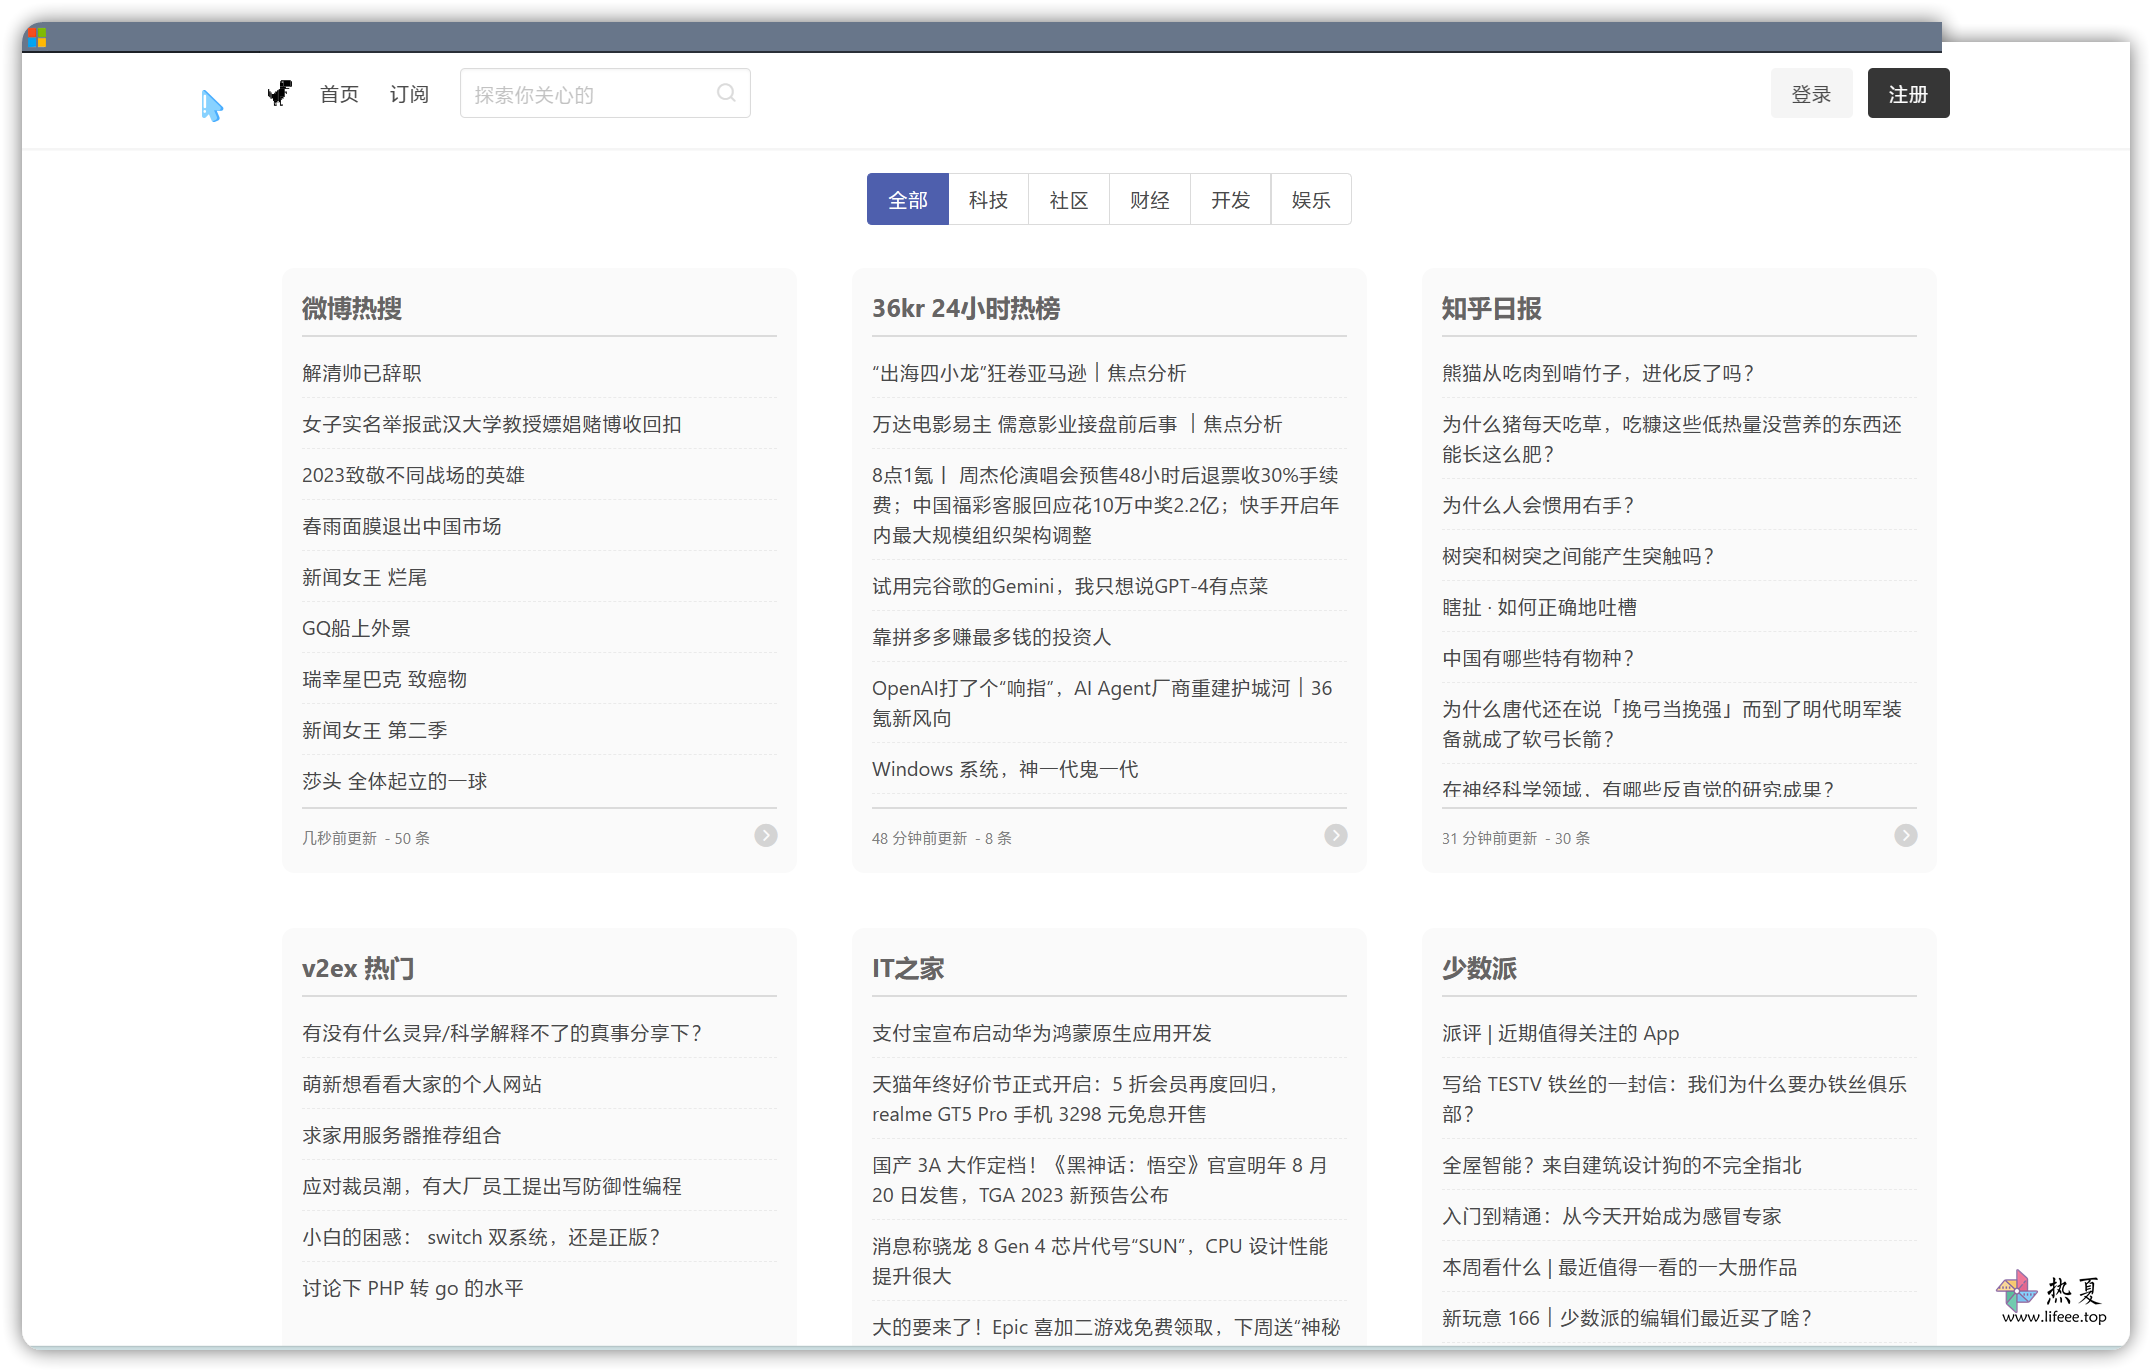 首页
订阅
探索你关心的
登录
注册
全部
科技
社区
财经
开发
娱乐
微博热搜
解清帅已辞职
女子实名举报武汉大学教授嫖娼赌博收回扣
2023致敬不同战场的英雄
春雨面膜退出中国市场
新闻女王 烂尾
GQ船上外景
瑞幸星巴克 致癌物
新闻女王 第二季
莎头 全体起立的一球
几秒前更新 - 50 条
36kr 24小时热榜
“出海四小龙”狂卷亚马逊｜焦点分析
万达电影易主 儒意影业接盘前后事 ｜焦点分析
8点1氪丨 周杰伦演唱会预售48小时后退票收30%手续
费；中国福彩客服回应花10万中奖2.2亿；快手开启年
内最大规模组织架构调整
试用完谷歌的Gemini，我只想说GPT-4有点菜
靠拼多多赚最多钱的投资人
OpenAI打了个“响指”，AI Agent厂商重建护城河｜36
氪新风向
Windows 系统，神一代鬼一代
48 分钟前更新 - 8 条
知乎日报
熊猫从吃肉到啃竹子，进化反了吗？
为什么猪每天吃草，吃糠这些低热量没营养的东西还
能长这么肥？
为什么人会惯用右手？
树突和树突之间能产生突触吗？
瞎扯 · 如何正确地吐槽
中国有哪些特有物种？
为什么唐代还在说「挽弓当挽强」而到了明代明军装
备就成了软弓长箭？
在神经科学领域，有哪些反直觉的研究成果？
31 分钟前更新 - 30 条
v2ex 热门
有没有什么灵异/科学解释不了的真事分享下？
萌新想看看大家的个人网站
求家用服务器推荐组合
应对裁员潮，有大厂员工提出写防御性编程
小白的困惑： switch 双系统，还是正版？
讨论下 PHP 转 go 的水平
IT之家
支付宝宣布启动华为鸿蒙原生应用开发
天猫年终好价节正式开启：5 折会员再度回归，
realme GT5 Pro 手机 3298 元免息开售
国产 3A 大作定档！《黑神话：悟空》官宣明年 8 月
20 日发售，TGA 2023 新预告公布
消息称骁龙 8 Gen 4 芯片代号“SUN”，CPU 设计性能
提升很大
大的要来了！Epic 喜加二游戏免费领取，下周送“神秘
少数派
派评 | 近期值得关注的 App
写给 TESTV 铁丝的一封信：我们为什么要办铁丝俱乐
部？
全屋智能？来自建筑设计狗的不完全指北
入门到精通：从今天开始成为感冒专家
本周看什么 | 最近值得一看的一大册作品
新玩意 166｜少数派的编辑们最近买了啥？
热夏
www.lifeee.top